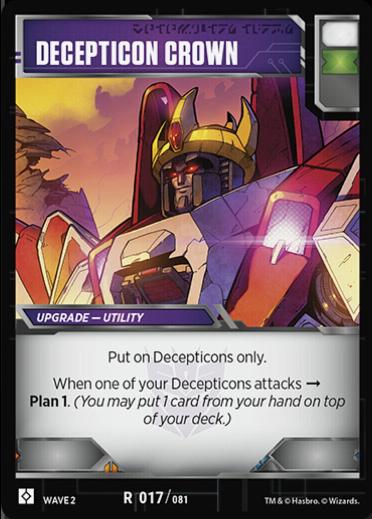 DECEPTICON CROWN
UPGRADE — UTILITY
Put on Decepticons only.
When one of your Decepticons attacks →
Plan 1. (You may put 1 card from your hand on top
of your deck.)
WAVE 2
R 017/081
TM & © Hasbro. © Wizards.